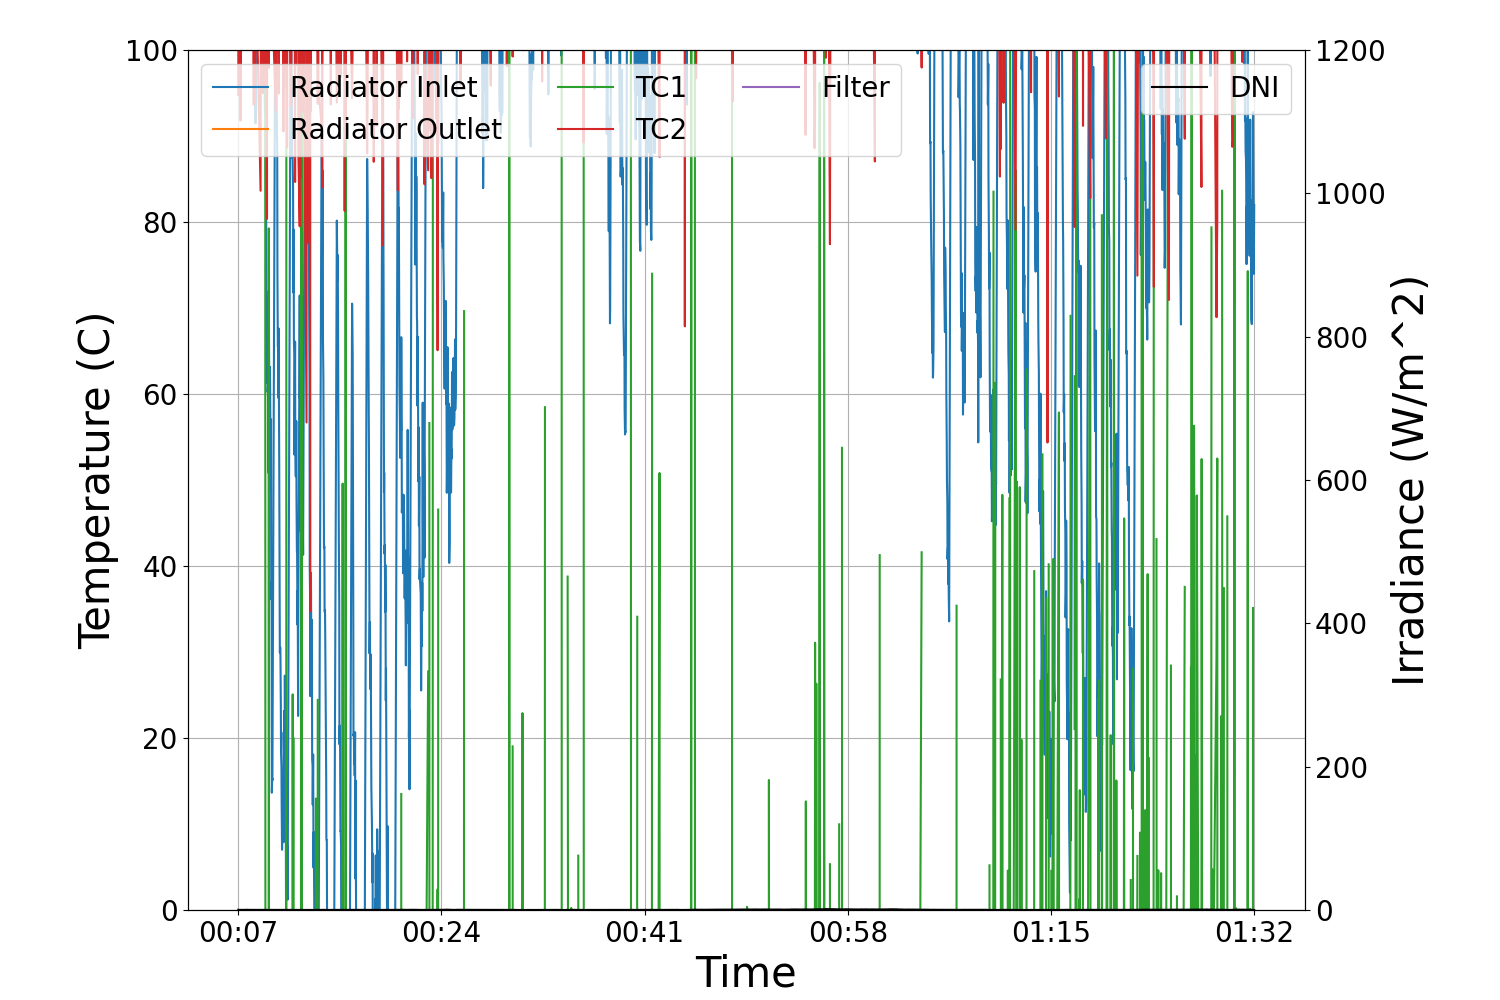 Radiator Inlet
Radiator Outlet
TC1
TC2
Filter
DNI
Temperature (C)
100
80
60
40
20
0
1200
1000
800
600
400
200
0
Irradiance (W/m^2)
00:07 00:24 00:41 00:58 01:15 01:32
Time